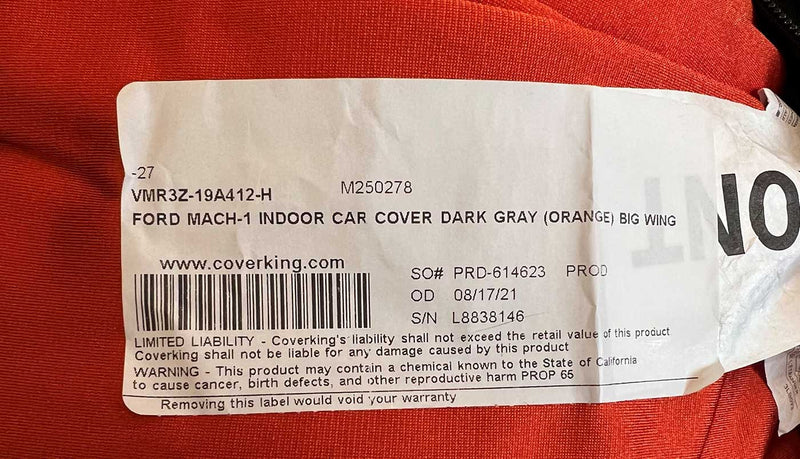 -27
VMR3Z-19A412-H M250278
FORD MACH-1 INDOOR CAR COVER DARK GRAY (ORANGE) BIG WING
www.coverking.com
SO# PRD-614623 PROD
OD 08/17/21
S/N L8838146
LIMITED LIABILITY - Coverking's liability shall not exceed the retail value of this product
Coverking shall not be liable for any damage caused by this product
WARNING - This product may contain a chemical known to the State of California
to cause cancer, birth defects, and other reproductive harm PROP 65
Removing this label would void your warranty
NO